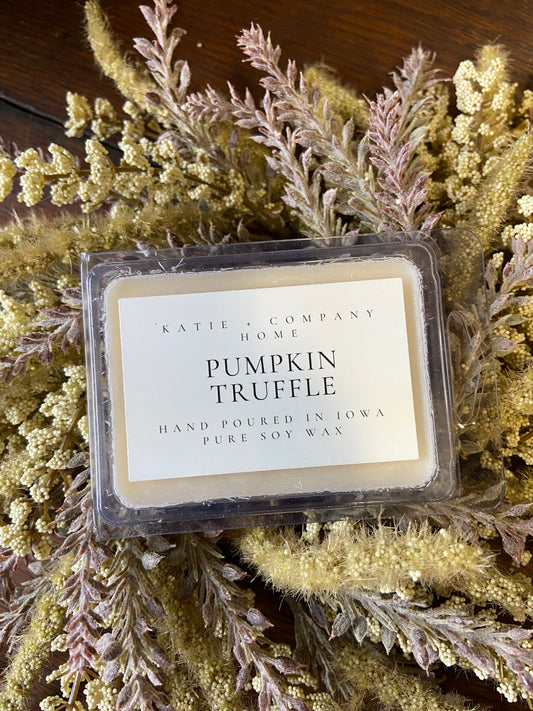 KATIE + COMPANY
HOME
PUMPKIN
TRUFFLE
HAND POURED IN IOWA
PURE SOY WAX